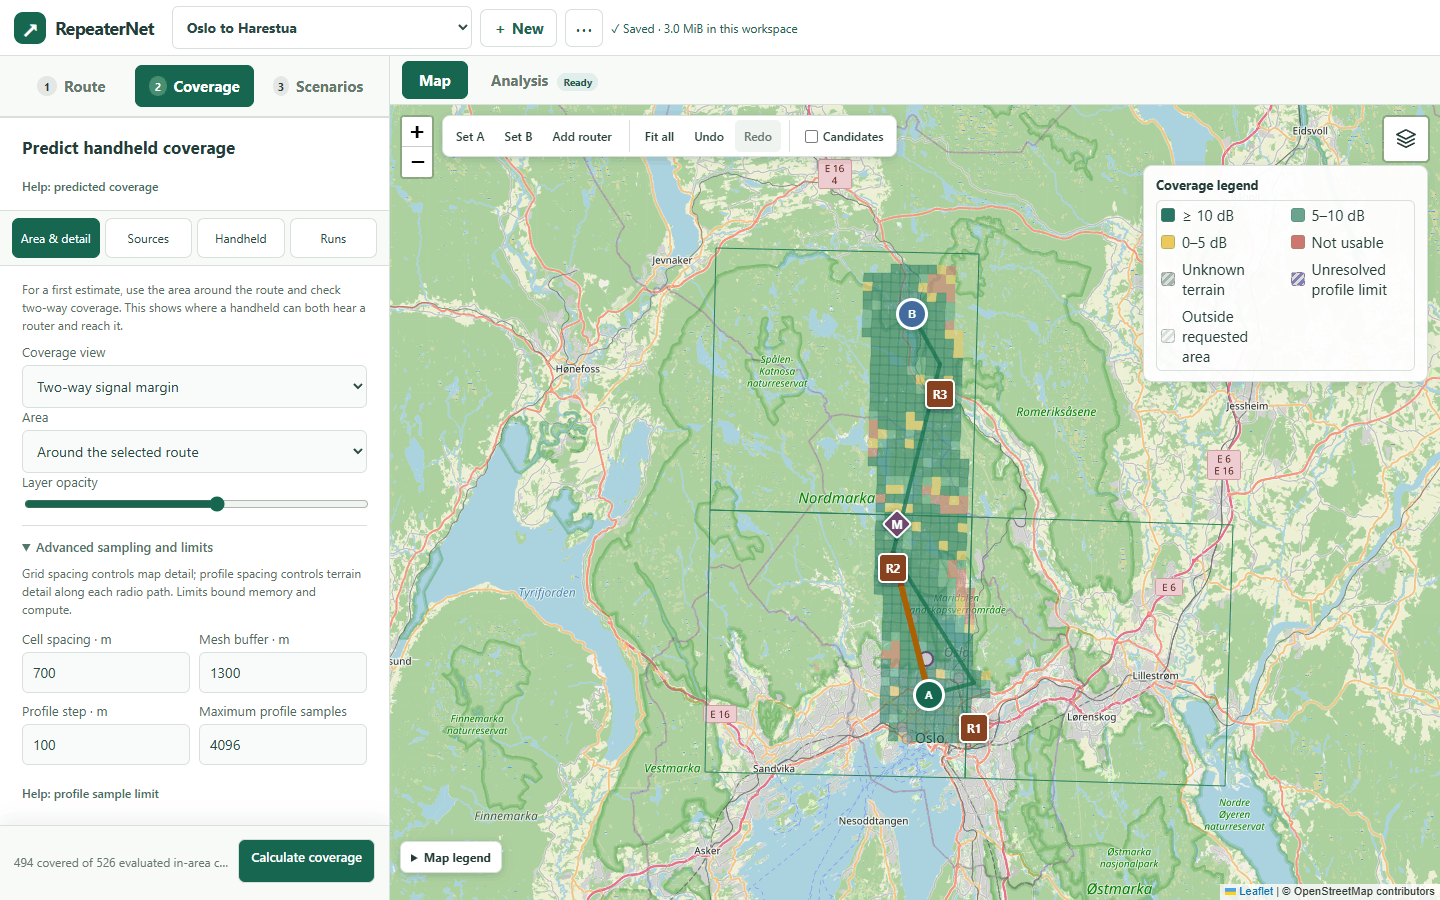 RepeaterNet
Oslo to Harestua
+ New
...
✓ Saved · 3.0 MiB in this workspace
1 Route
2 Coverage
3 Scenarios
Map
Analysis Ready
Predict handheld coverage
Help: predicted coverage
Area & detail
Sources
Handheld
Runs
For a first estimate, use the area around the route and check
two-way coverage. This shows where a handheld can both hear a
router and reach it.
Coverage view
Two-way signal margin
Area
Around the selected route
Layer opacity
▼ Advanced sampling and limits
Grid spacing controls map detail; profile spacing controls terrain
detail along each radio path. Limits bound memory and
compute.
Cell spacing · m
Mesh buffer · m
700
1300
Profile step · m
Maximum profile samples
100
4096
Help: profile sample limit
494 covered of 526 evaluated in-area c...
Calculate coverage
+
−
Set A
Set B
Add router
Fit all
Undo
Redo
Candidates
Coverage legend
≥ 10 dB
5–10 dB
0–5 dB
Not usable
Unknown
terrain
Unresolved
profile limit
Outside
requested
area
Eidsvoll
E 16
4
Jevnaker
B
Hønefoss
Spålen-
Katnosa
naturreservat
R3
Romeriksåsene
Jessheim
E 6
E 16
Nordmarka
M
R2
E 6
Tyrifjorden
Maridalen
landskapsvernområde
Oslo
sund
A
Lillestrøm
E 16
Finnemarka
naturreservat
R1
Lørenskog
Oslo
Vestmarka
Sandvika
Finnemarka
Nesoddtangen
Nordre
Øyeren
naturreservat
Asker
Østmarka
nasjonalpark
Østmarka
▶ Map legend
Leaflet | © OpenStreetMap contributors